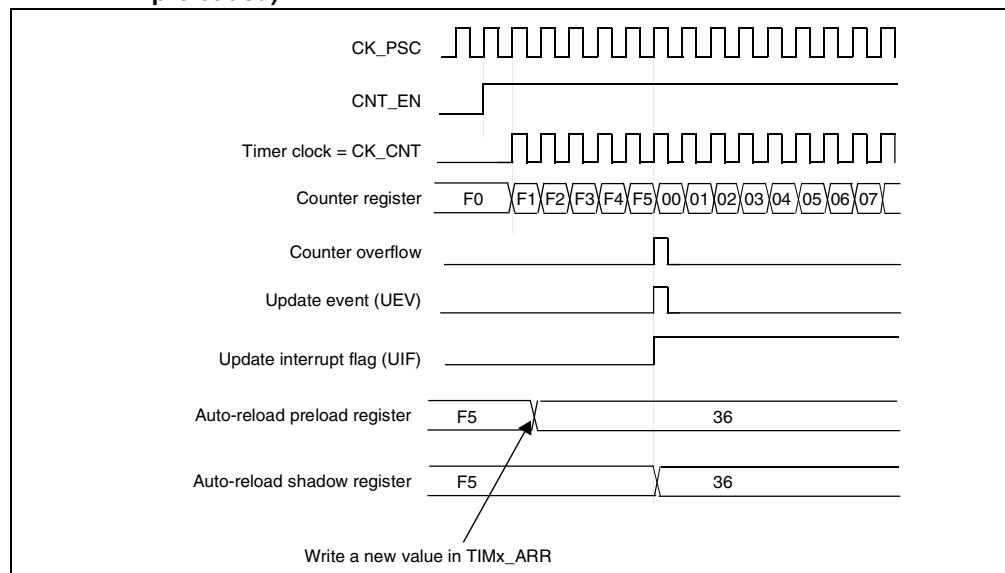 preloaded)
CK_PSC
CNT_EN
Timer clock = CK_CNT
Counter register F0 F1 F2 F3 F4 F5 00 01 02 03 04 05 06 07
Counter overflow
Update event (UEV)
Update interrupt flag (UIF)
Auto-reload preload register F5 36
Auto-reload shadow register F5 36
Write a new value in TIMx_ARR